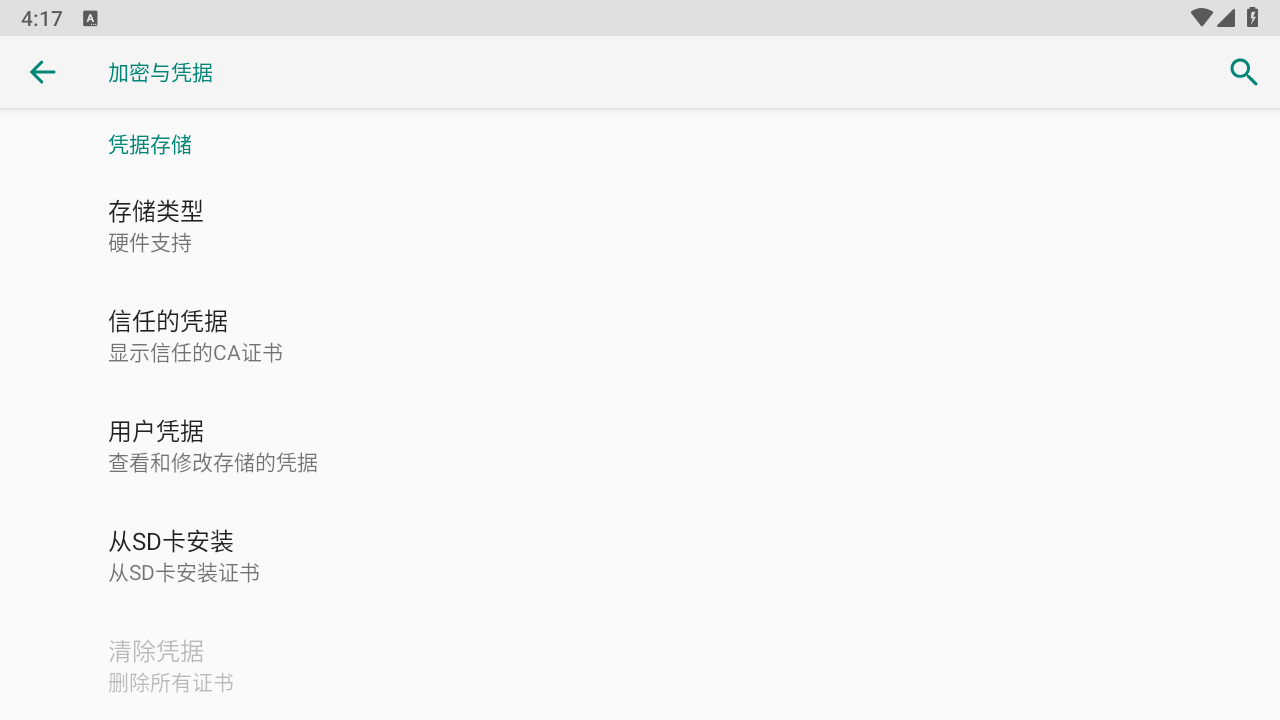 4:17
加密与凭据
凭据存储
存储类型
硬件支持
信任的凭据
显示信任的CA证书
用户凭据
查看和修改存储的凭据
从SD卡安装
从SD卡安装证书
清除凭据
删除所有证书